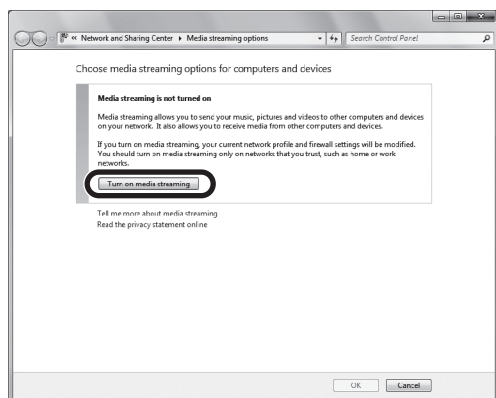 « Network and Sharing Center ▸ Media streaming options
Search Control Panel
Choose media streaming options for computers and devices
Media streaming is not turned on
Media streaming allows you to send your music, pictures and videos to other computers and devices
on your network. It also allows you to receive media from other computers and devices.
If you turn on media streaming, your current network profile and firewall settings will be modified.
You should turn on media streaming only on networks that you trust, such as home or work
networks.
Turn on media streaming
Tell me more about media streaming
Read the privacy statement online
OK
Cancel